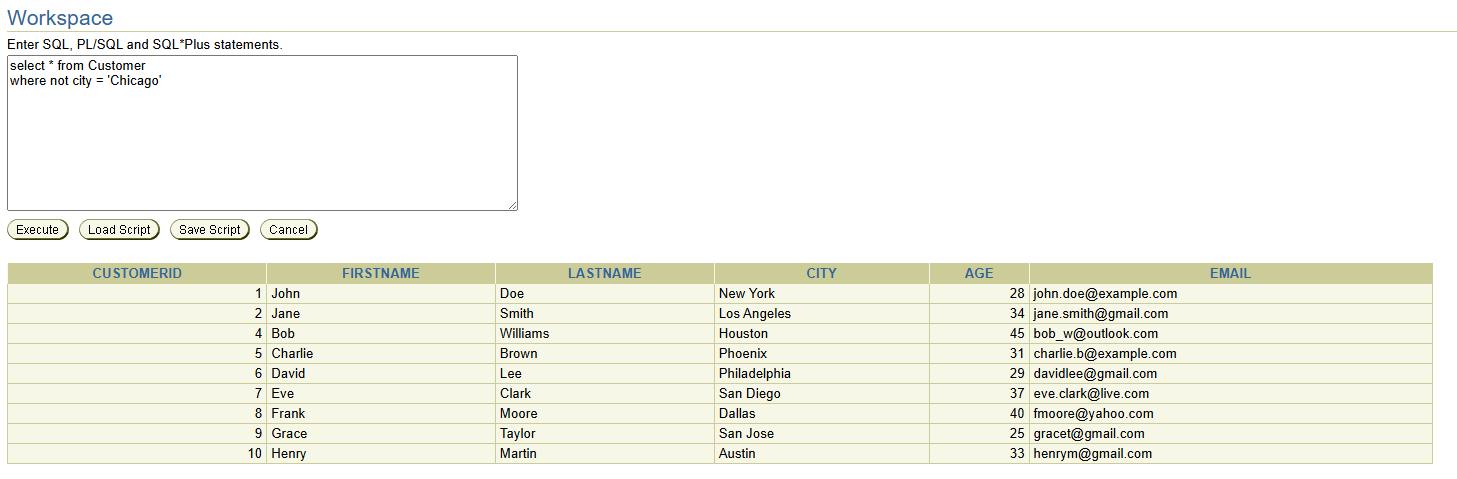 Workspace
Enter SQL, PL/SQL and SQL*Plus statements.
select * from Customer
where not city = 'Chicago'
Execute Load Script Save Script Cancel
CUSTOMERID FIRSTNAME LASTNAME CITY AGE EMAIL
1 John Doe New York 28 john.doe@example.com
2 Jane Smith Los Angeles 34 jane.smith@gmail.com
4 Bob Williams Houston 45 bob_w@outlook.com
5 Charlie Brown Phoenix 31 charlie.b@example.com
6 David Lee Philadelphia 29 davidlee@gmail.com
7 Eve Clark San Diego 37 eve.clark@live.com
8 Frank Moore Dallas 40 fmoore@yahoo.com
9 Grace Taylor San Jose 25 gracet@gmail.com
10 Henry Martin Austin 33 henrym@gmail.com